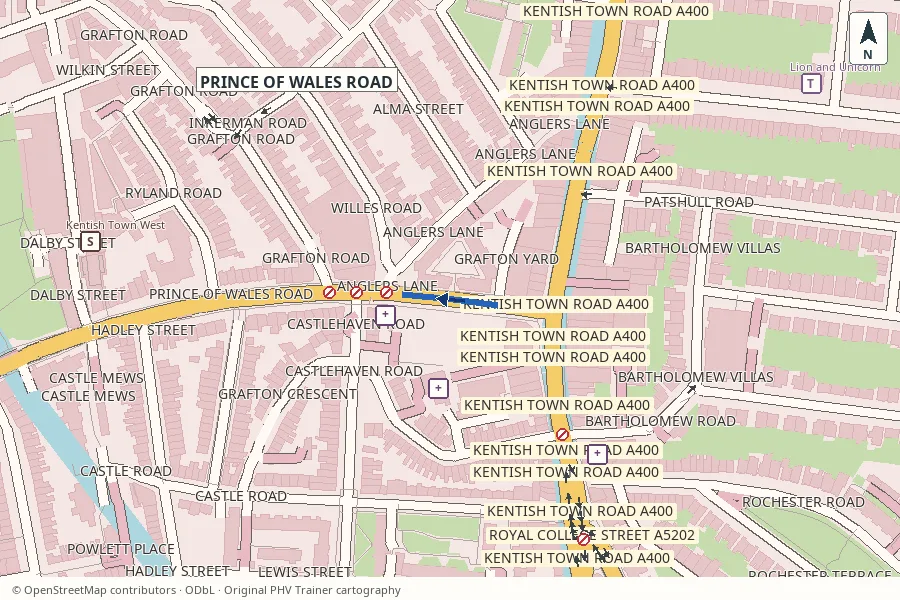 KENTISH TOWN ROAD A400
GRAFTON ROAD
N
WILKIN STREET
Lion and Unicorn
PRINCE OF WALES ROAD
KENTISH TOWN ROAD A400
T
GRAFTON ROAD
KENTISH TOWN ROAD A400
ALMA STREET
INKERMAN ROAD
ANGLERS LANE
GRAFTON ROAD
ANGLERS LANE
KENTISH TOWN ROAD A400
RYLAND ROAD
PATSHULL ROAD
WILLES ROAD
Kentish Town West
ANGLERS LANE
DALBY STREET
S
BARTHOLOMEW VILLAS
GRAFTON ROAD
GRAFTON YARD
ANGLERS LANE
DALBY STREET
PRINCE OF WALES ROAD
KENTISH TOWN ROAD A400
HADLEY STREET
CASTLEHAVEN ROAD
KENTISH TOWN ROAD A400
KENTISH TOWN ROAD A400
CASTLEHAVEN ROAD
CASTLE MEWS
BARTHOLOMEW VILLAS
CASTLE MEWS
GRAFTON CRESCENT
KENTISH TOWN ROAD A400
BARTHOLOMEW ROAD
KENTISH TOWN ROAD A400
CASTLE ROAD
KENTISH TOWN ROAD A400
CASTLE ROAD
ROCHESTER ROAD
KENTISH TOWN ROAD A400
ROYAL COLLEGE STREET A5202
POWLETT PLACE
KENTISH TOWN ROAD A400
HADLEY STREET
LEWIS STREET
ROCHESTER TERRACE
© OpenStreetMap contributors · ODbL · Original PHV Trainer cartography